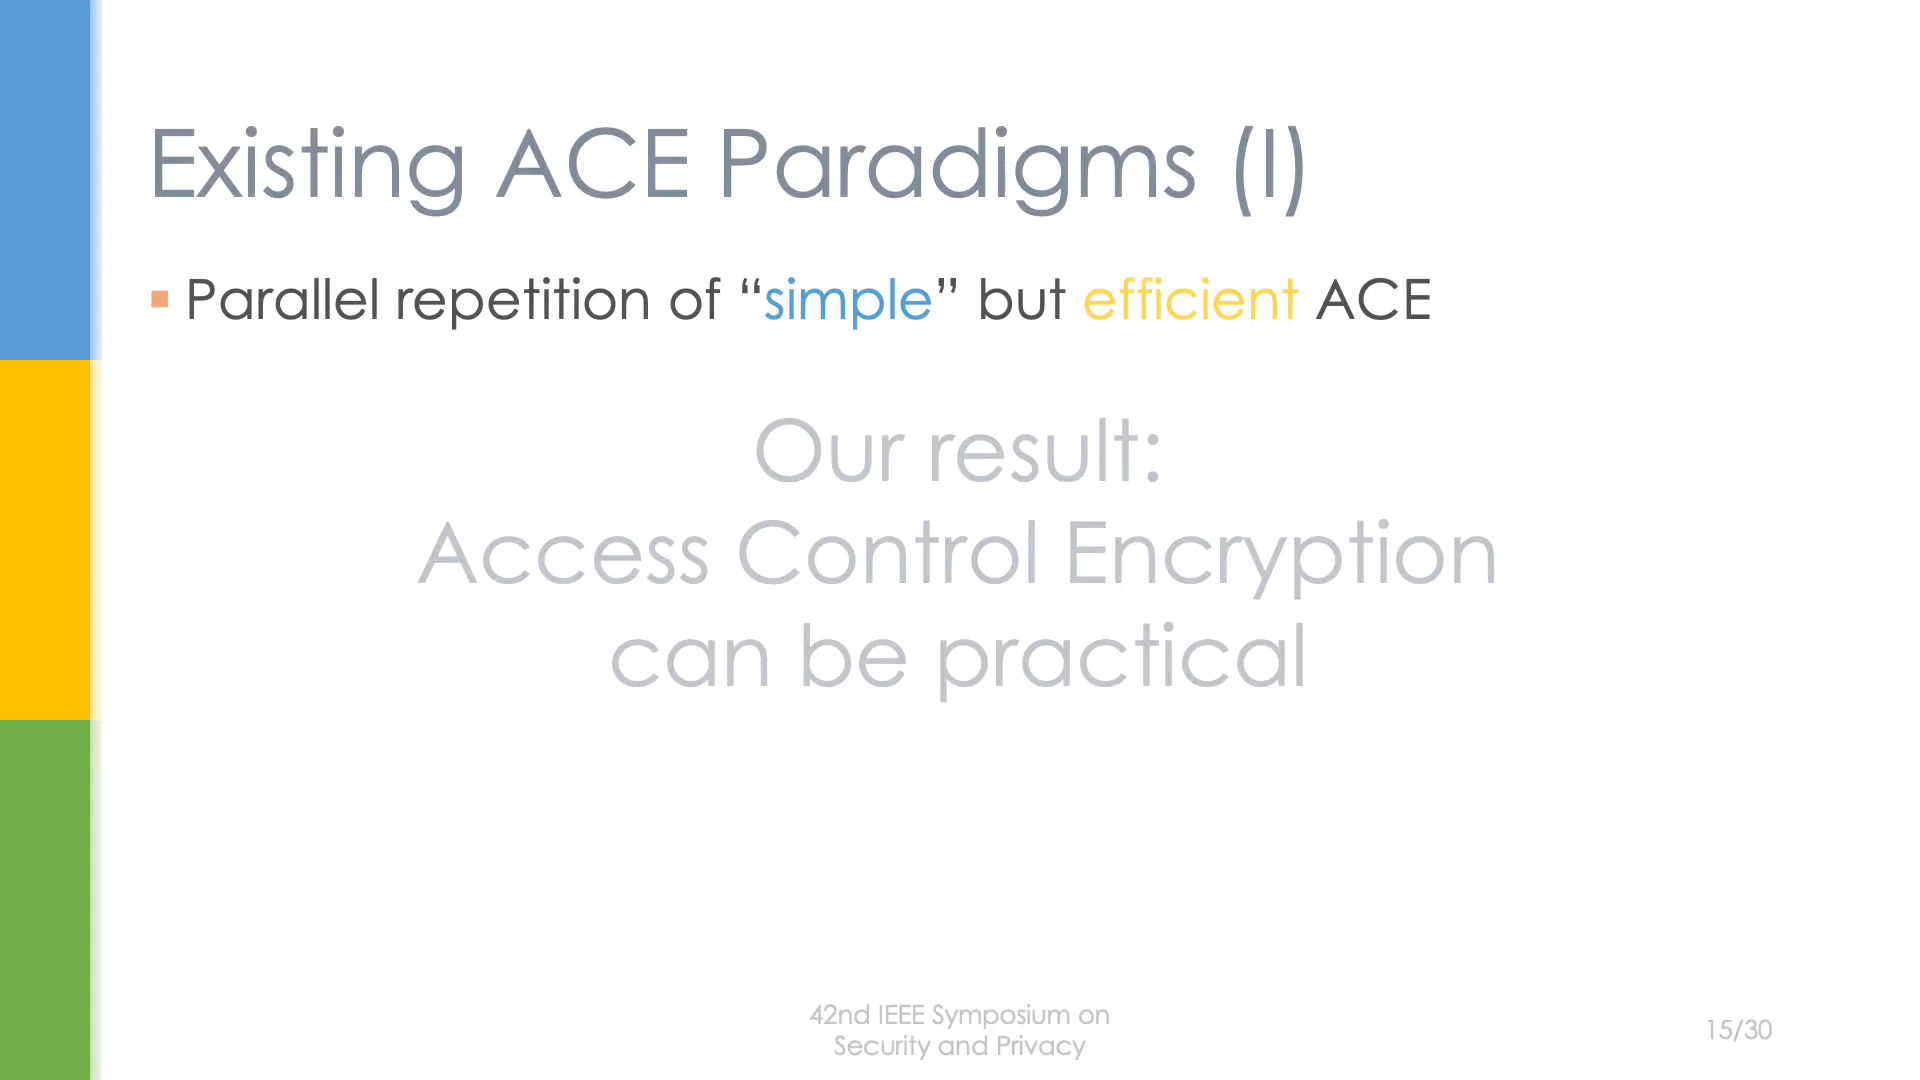 Existing ACE Paradigms (I)
▪ Parallel repetition of “simple” but efficient ACE
Our result:
Access Control Encryption
can be practical
42nd IEEE Symposium on
Security and Privacy
15/30